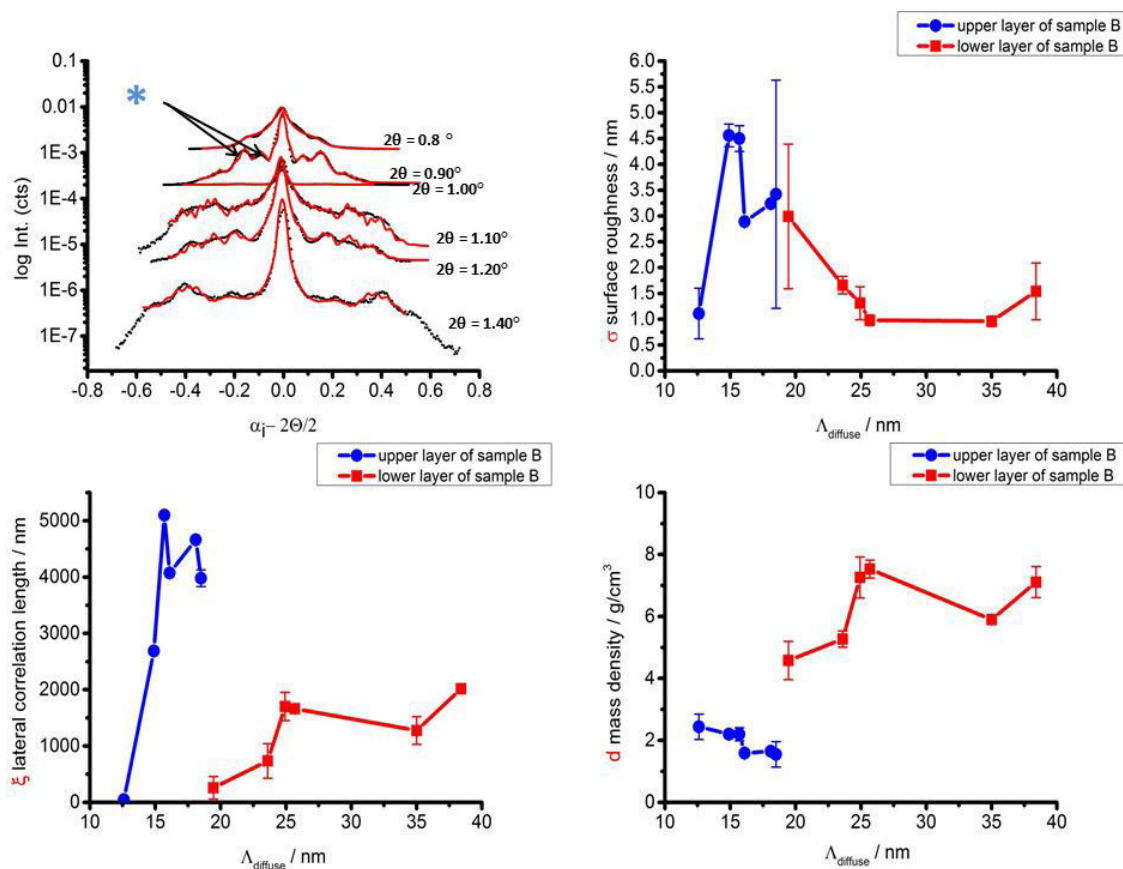 upper layer of sample B
lower layer of sample B
0.1
0.01
1E-3
1E-4
1E-5
1E-6
1E-7
log Int. (cts)
*
2θ = 0.8 °
2θ = 0.90°
2θ = 1.00°
2θ = 1.10°
2θ = 1.20°
2θ = 1.40°
-0.8 -0.6 -0.4 -0.2 0.0 0.2 0.4 0.6 0.8
αi– 2Θ/2
6.0
5.5
5.0
4.5
4.0
3.5
3.0
2.5
2.0
1.5
1.0
0.5
0.0
σ surface roughness / nm
10 15 20 25 30 35 40
Λdiffuse / nm
upper layer of sample B
lower layer of sample B
5000
4000
3000
2000
1000
0
ξ lateral correlation length / nm
10 15 20 25 30 35 40
Λdiffuse / nm
upper layer of sample B
lower layer of sample B
10
8
6
4
2
0
d mass density / g/cm³
10 15 20 25 30 35 40
Λdiffuse / nm